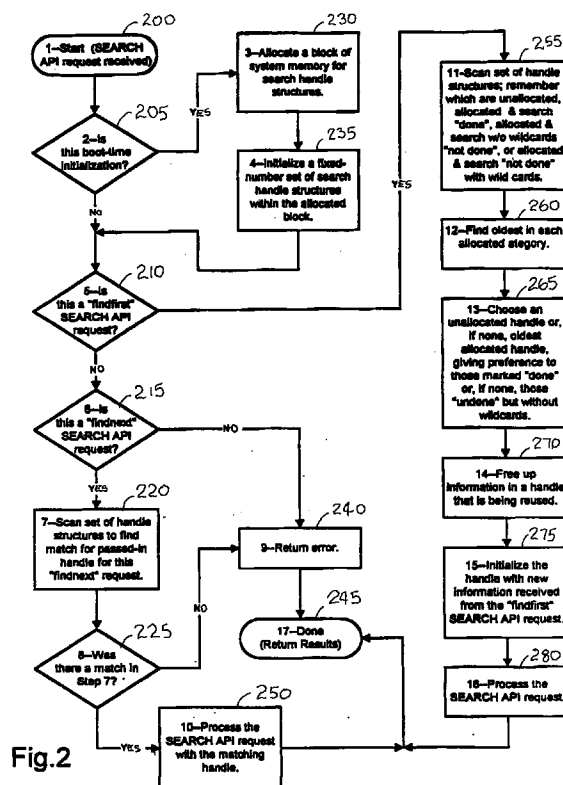 200
1–Start (SEARCH
API request received)
205
2–Is
this boot-time
initialization?
YES
No
230
3–Allocate a block of
system memory for
search handle
structures.
235
4–Initialize a fixed-
number set of search
handle structures
within the allocated
block.
210
5–Is
this a "findfirst"
SEARCH API
request?
YES
NO
215
6–Is
this a "findnext"
SEARCH API
request?
NO
YES
220
7–Scan set of handle
structures to find
match for passed-in
handle for this
"findnext" request.
225
8–Was
there a match in
Step 7?
NO
YES
240
9–Return error.
245
17–Done
(Return Results)
250
10–Process the
SEARCH API request
with the matching
handle.
255
11–Scan set of handle
structures; remember
which are unallocated,
allocated & search
"done", allocated &
search w/o wildcards
"not done", or allocated
& search "not done"
with wild cards.
260
12–Find oldest in each
allocated stegory.
265
13–Choose an
unallocated handle or,
if none, oldest
allocated handle,
giving preference to
those marked "done"
or, if none, those
"undone" but without
wildcards.
270
14–Free up
information in a handle
that is being reused.
275
15–Initialize the
handle with new
information received
from the "findfirst"
SEARCH API request.
280
16–Process the
SEARCH API request.
Fig.2